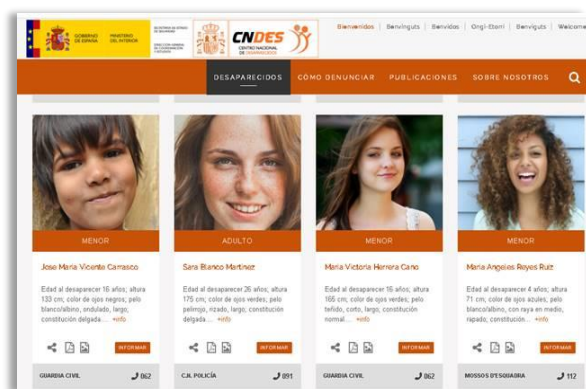 GOBIERNO DE ESPAÑA
MINISTERIO DEL INTERIOR
CNDES
CENTRO NACIONAL
DE DESAPARECIDOS
Bienvenidos | Benvinguts | Benvidos | Ongi-Etorri | Benviguts | Welcome
DESAPARECIDOS CÓMO DENUNCIAR PUBLICACIONES SOBRE NOSOTROS
MENOR
Jose Maria Vicente Carrasco
Edad al desaparecer 16 años; altura
133 cm; color de ojos negros; pelo
blanco/albino, ondulado, largo;
constitución delgada.... +info
INFORMAR
GUARDIA CIVIL 062
ADULTO
Sara Blanco Martinez
Edad al desaparecer 26 años; altura
175 cm; color de ojos verdes; pelo
pelirrojo, rizado, largo; constitución
delgada.... +info
INFORMAR
C.N. POLICÍA 091
MENOR
Maria Victoria Herrera Cano
Edad al desaparecer 16 años; altura
165 cm; color de ojos verdes; pelo
teñido, corto, largo; constitución
normal.... +info
INFORMAR
GUARDIA CIVIL 062
MENOR
Maria Angeles Reyes Ruiz
Edad al desaparecer 4 años; altura
71 cm; color de ojos azules; pelo
blanco/albino, con raya en medio,
rapado; constitución... +info
INFORMAR
MOSSOS D'ESQUADRA 112